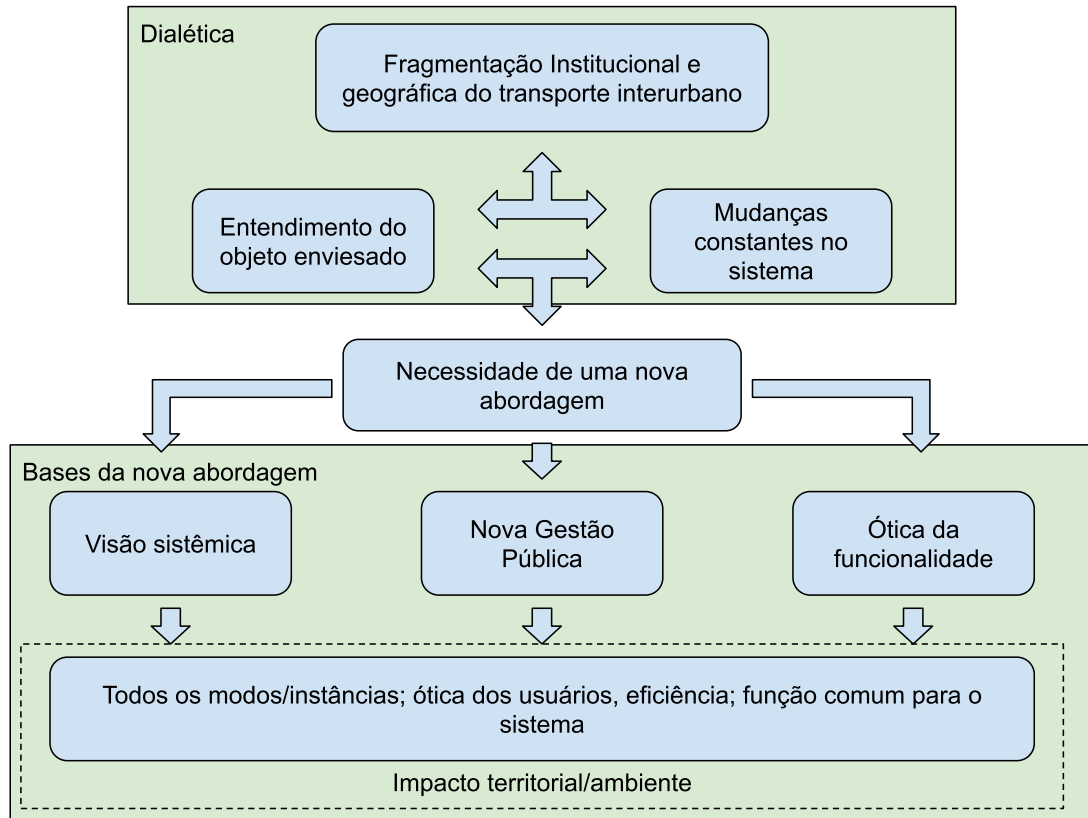 Dialética
Fragmentação Institucional e
geográfica do transporte interurbano
Entendimento do
objeto enviesado
Mudanças
constantes no
sistema
Necessidade de uma nova
abordagem
Bases da nova abordagem
Visão sistêmica
Nova Gestão
Pública
Ótica da
funcionalidade
Todos os modos/instâncias; ótica dos usuários, eficiência; função comum para o
sistema
Impacto territorial/ambiente